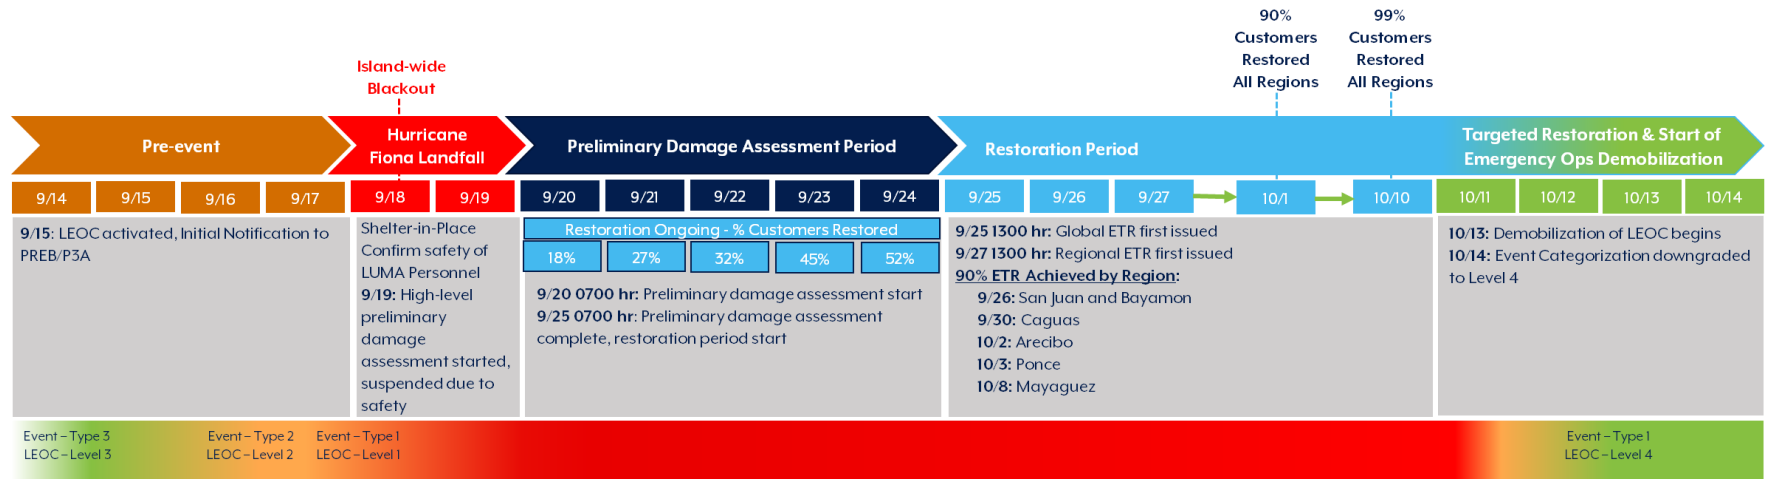 90%
Customers
Restored
All Regions
99%
Customers
Restored
All Regions
Island-wide
Blackout
Pre-event
Hurricane
Fiona Landfall
Preliminary Damage Assessment Period
Restoration Period
Targeted Restoration & Start of
Emergency Ops Demobilization
9/14
9/15
9/16
9/17
9/18
9/19
9/20
9/21
9/22
9/23
9/24
9/25
9/26
9/27
10/1
10/10
10/11
10/12
10/13
10/14
9/15: LEOC activated, Initial Notification to
PREB/P3A
Shelter-in-Place
Confirm safety of
LUMA Personnel
9/19: High-level
preliminary
damage
assessment started,
suspended due to
safety
Restoration Ongoing - % Customers Restored
18%
27%
32%
45%
52%
9/20 0700 hr: Preliminary damage assessment start
9/25 0700 hr: Preliminary damage assessment
complete, restoration period start
9/25 1300 hr: Global ETR first issued
9/27 1300 hr: Regional ETR first issued
90% ETR Achieved by Region:
9/26: San Juan and Bayamon
9/30: Caguas
10/2: Arecibo
10/3: Ponce
10/8: Mayaguez
10/13: Demobilization of LEOC begins
10/14: Event Categorization downgraded
to Level 4
Event – Type 3
LEOC – Level 3
Event – Type 2
LEOC – Level 2
Event – Type 1
LEOC – Level 1
Event – Type 1
LEOC – Level 4